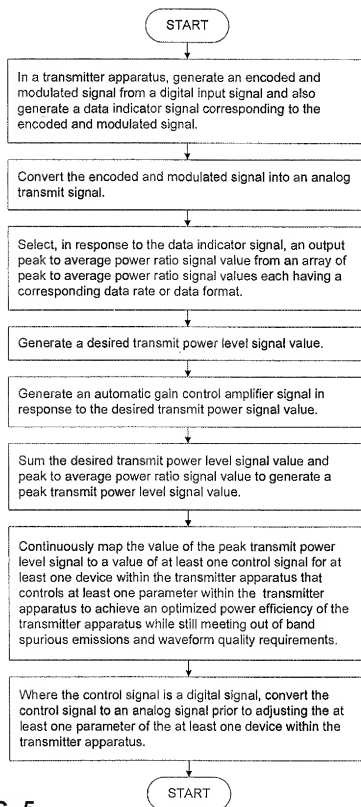 START
In a transmitter apparatus, generate an encoded and
modulated signal from a digital input signal and also
generate a data indicator signal corresponding to the
encoded and modulated signal.
Convert the encoded and modulated signal into an analog
transmit signal.
Select, in response to the data indicator signal, an output
peak to average power ratio signal value from an array of
peak to average power ratio signal values each having a
corresponding data rate or data format.
Generate a desired transmit power level signal value.
Generate an automatic gain control amplifier signal in
response to the desired transmit power signal value.
Sum the desired transmit power level signal value and
peak to average power ratio signal value to generate a
peak transmit power level signal value.
Continuously map the value of the peak transmit power
level signal to a value of at least one control signal for at
least one device within the transmitter apparatus that
controls at least one parameter within the transmitter
apparatus to achieve an optimized power efficiency of the
transmitter apparatus while still meeting out of band
spurious emissions and waveform quality requirements.
Where the control signal is a digital signal, convert the
control signal to an analog signal prior to adjusting the at
least one parameter of the at least one device within the
transmitter apparatus.
START